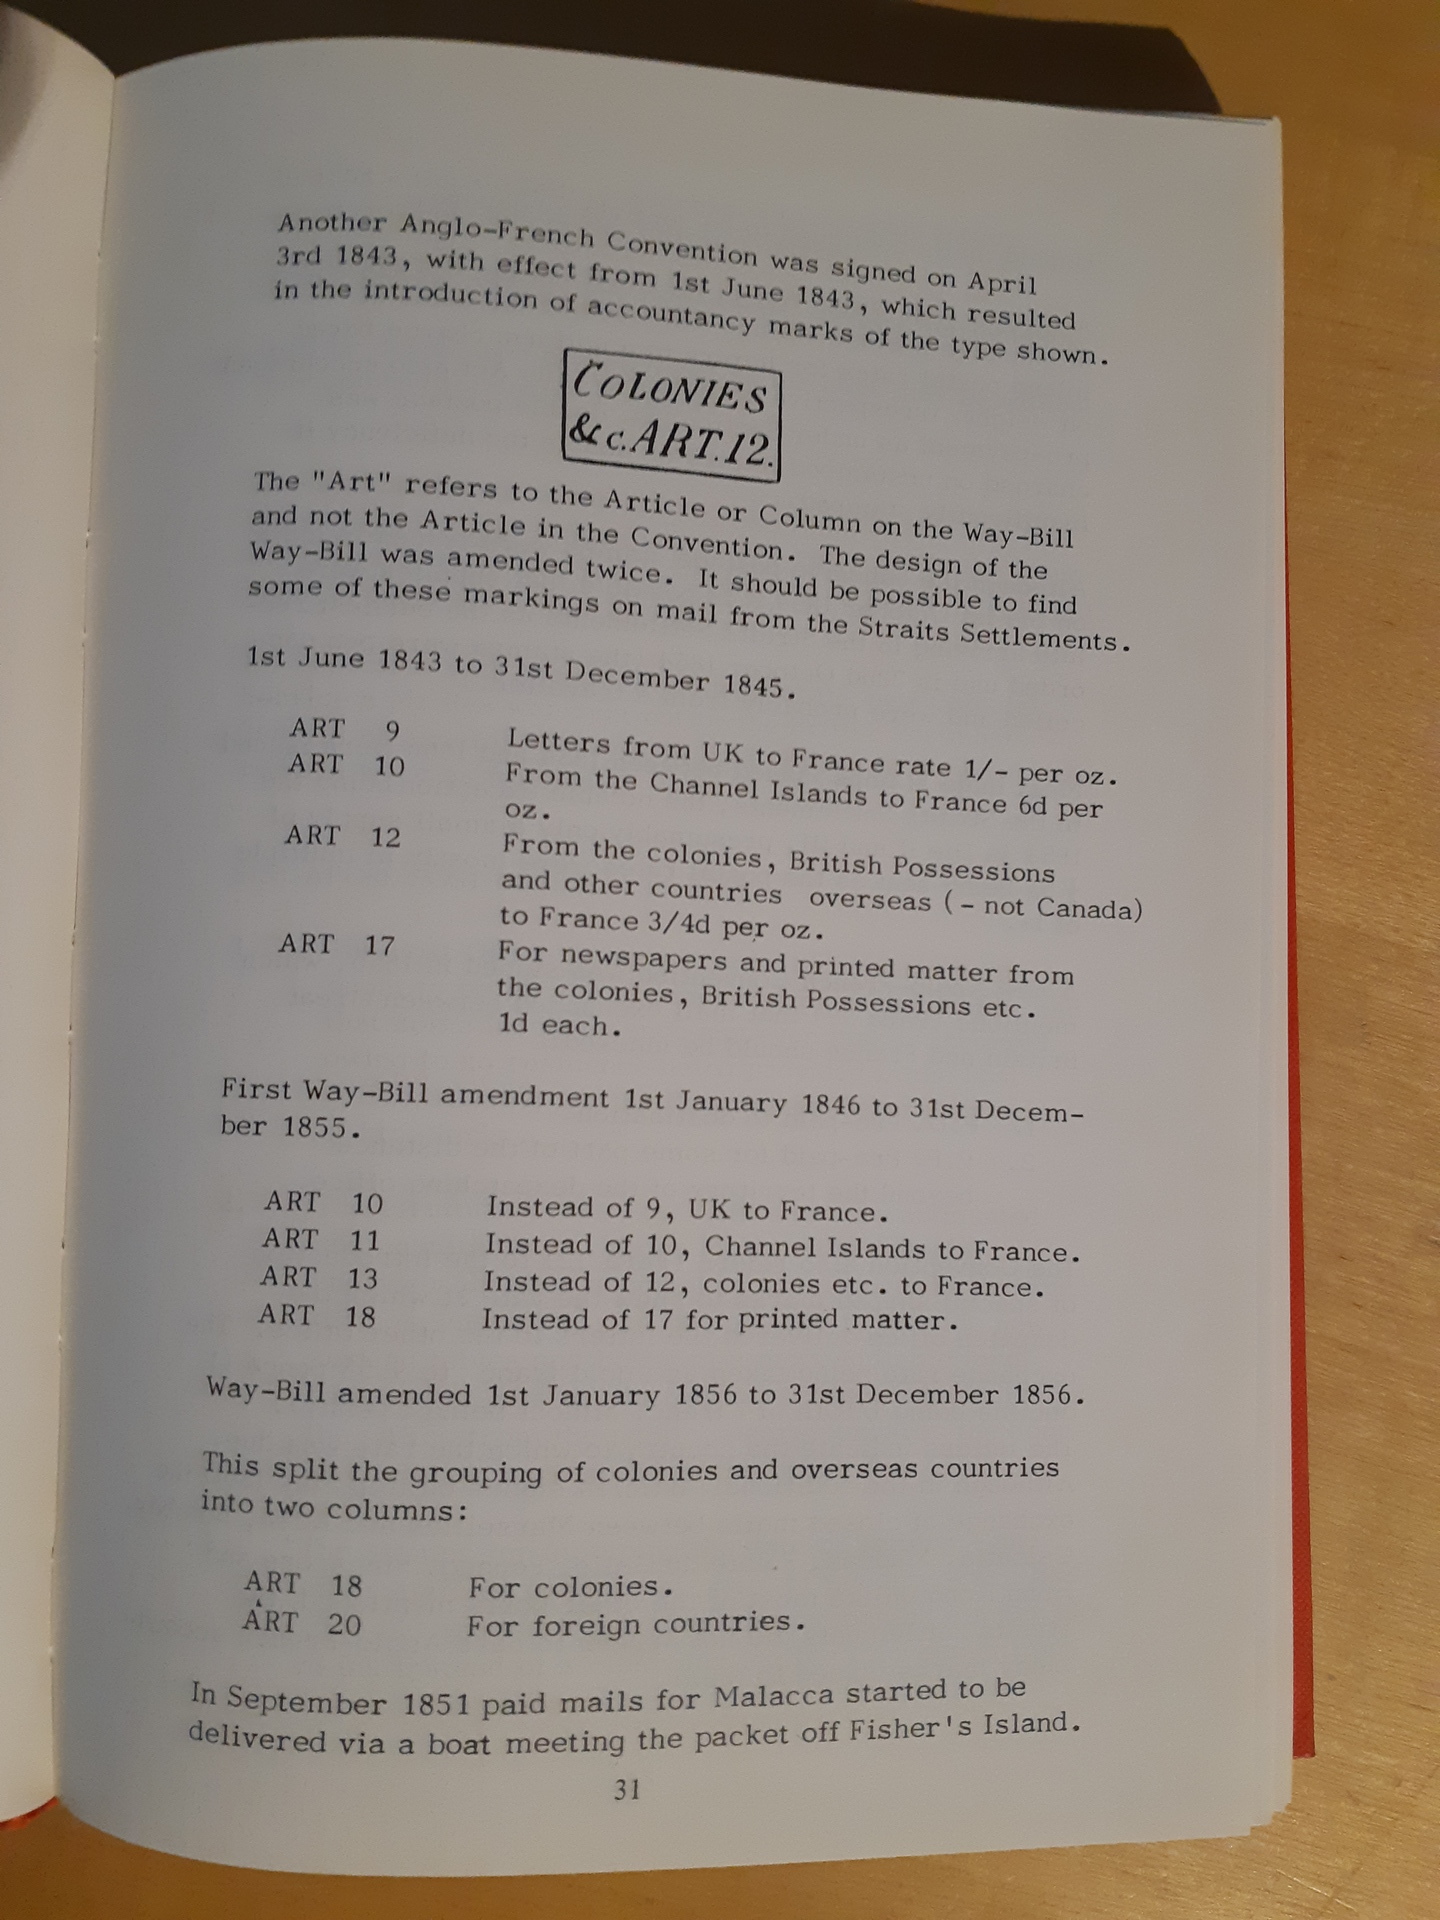 Another Anglo-French Convention was signed on April
3rd 1843, with effect from 1st June 1843, which resulted
in the introduction of accountancy marks of the type shown.
COLONIES
&c. ART. 12.
The "Art" refers to the Article or Column on the Way-Bill
and not the Article in the Convention. The design of the
Way-Bill was amended twice. It should be possible to find
some of these markings on mail from the Straits Settlements.
1st June 1843 to 31st December 1845.
ART 9 Letters from UK to France rate 1/- per oz.
ART 10 From the Channel Islands to France 6d per
oz.
ART 12 From the colonies, British Possessions
and other countries overseas (- not Canada)
to France 3/4d per oz.
ART 17 For newspapers and printed matter from
the colonies, British Possessions etc.
1d each.
First Way-Bill amendment 1st January 1846 to 31st Decem-
ber 1855.
ART 10 Instead of 9, UK to France.
ART 11 Instead of 10, Channel Islands to France.
ART 13 Instead of 12, colonies etc. to France.
ART 18 Instead of 17 for printed matter.
Way-Bill amended 1st January 1856 to 31st December 1856.
This split the grouping of colonies and overseas countries
into two columns:
ART 18 For colonies.
ART 20 For foreign countries.
In September 1851 paid mails for Malacca started to be
delivered via a boat meeting the packet off Fisher's Island.
31